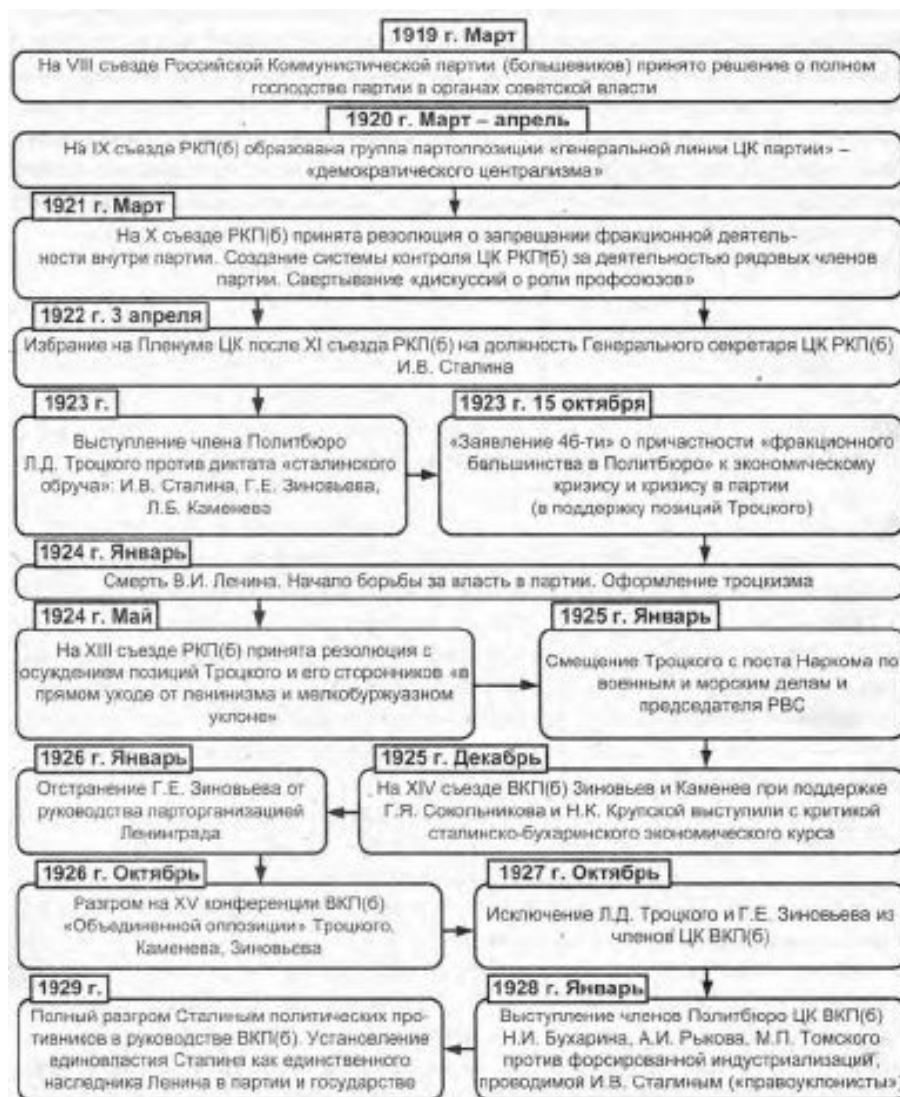 1919 г. Март
На VIII съезде Российской Коммунистической партии (большевиков) принято решение о полном
господстве партии в органах советской власти
1920 г. Март – апрель
На IX съезде РКП(б) образована группа партоппозиции «генеральной линии ЦК партии» –
«демократического централизма»
1921 г. Март
На X съезде РКП(б) принята резолюция о запрещении фракционной деятель-
ности внутри партии. Создание системы контроля ЦК РКП(б) за деятельностью рядовых членов
партии. Свертывание «дискуссий о роли профсоюзов»
1922 г. 3 апреля
Избрание на Пленуме ЦК после XI съезда РКП(б) на должность Генерального секретаря ЦК РКП(б)
И.В. Сталина
1923 г.
Выступление члена Политбюро
Л.Д. Троцкого против диктата «сталинского
обруча»: И.В. Сталина, Г.Е. Зиновьева,
Л.Б. Каменева
1923 г. 15 октября
«Заявление 46-ти» о причастности «фракционного
большинства в Политбюро» к экономическому
кризису и кризису в партии
(в поддержку позиций Троцкого)
1924 г. Январь
Смерть В.И. Ленина. Начало борьбы за власть в партии. Оформление троцкизма
1924 г. Май
На XIII съезде РКП(б) принята резолюция с
осуждением позиций Троцкого и его сторонников «в
прямом уходе от ленинизма и мелкобуржуазном
уклоне»
1925 г. Январь
Смещение Троцкого с поста Наркома по
военным и морским делам и
председателя РВС
1926 г. Январь
Отстранение Г.Е. Зиновьева от
руководства парторганизацией
Ленинграда
1925 г. Декабрь
На XIV съезде ВКП(б) Зиновьев и Каменев при поддержке
Г.Я. Сокольникова и Н.К. Крупской выступили с критикой
сталинско-бухаринского экономического курса
1926 г. Октябрь
Разгром на XV конференции ВКП(б)
«Объединенной оппозиции» Троцкого,
Каменева, Зиновьева
1927 г. Октябрь
Исключение Л.Д. Троцкого и Г.Е. Зиновьева из
членов ЦК ВКП(б)
1929 г.
Полный разгром Сталиным политических про-
тивников в руководстве ВКП(б). Установление
единовластия Сталина как единственного
наследника Ленина в партии и государстве
1928 г. Январь
Выступление членов Политбюро ЦК ВКП(б)
Н.И. Бухарина, А.И. Рыкова, М.П. Томского
против форсированной индустриализации,
проводимой И.В. Сталиным («правоуклонисты»)